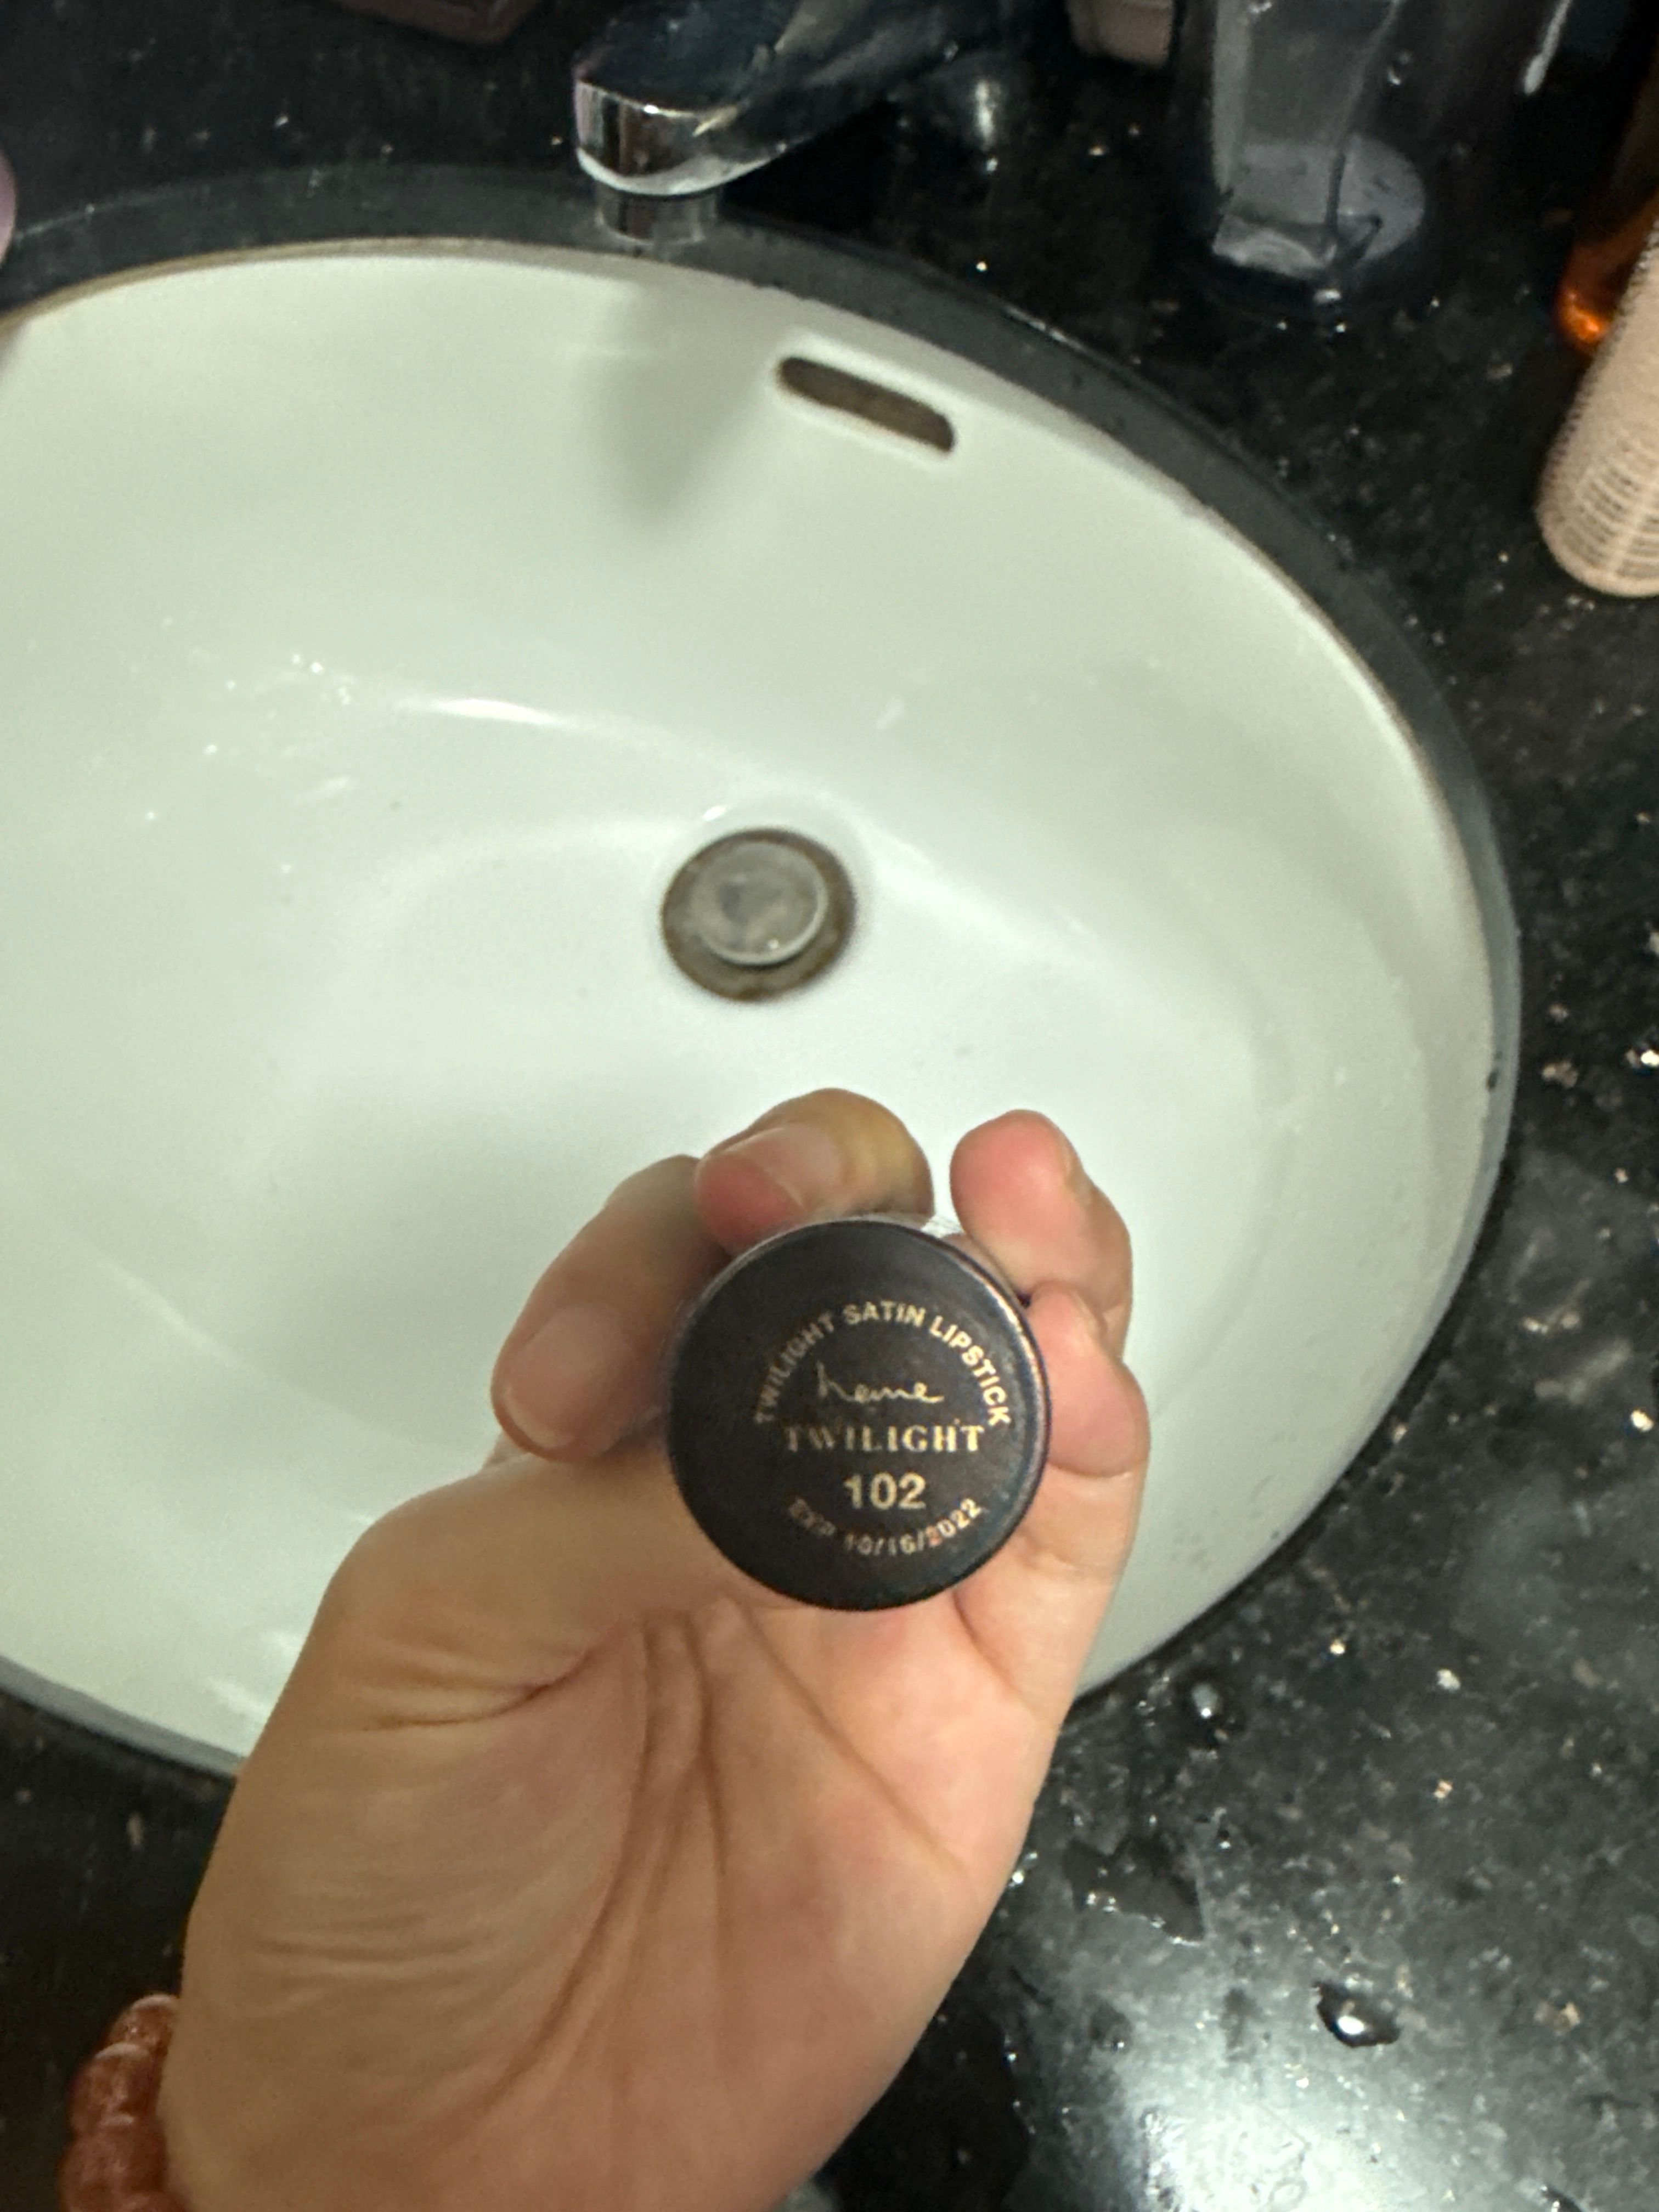 TWILIGHT SATIN LIPSTICK
heme
TWILIGHT
102
EXP 10/16/2022